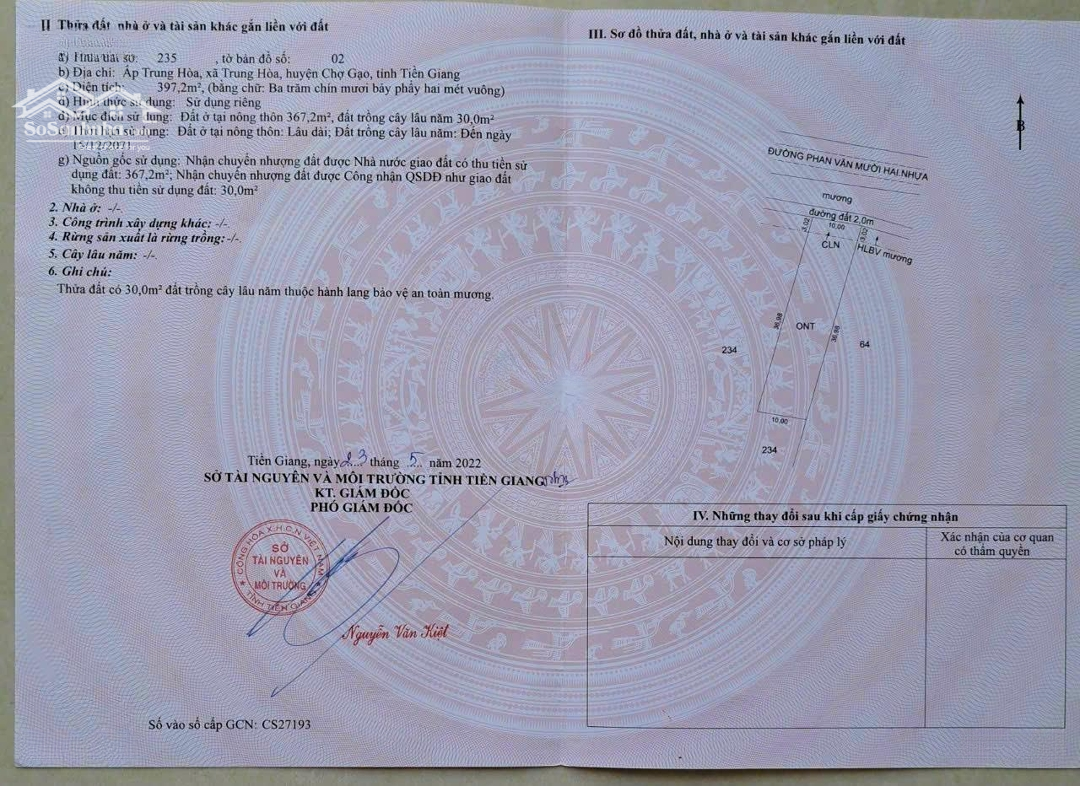 II Thửa đất, nhà ở và tài sản khác gắn liền với đất
a) Thửa đất số: 235 , tờ bản đồ số: 02
b) Địa chỉ: Ấp Trung Hòa, xã Trung Hòa, huyện Chợ Gạo, tỉnh Tiền Giang
c) Diện tích: 397,2m², (bằng chữ: Ba trăm chín mươi bảy phẩy hai mét vuông)
d) Hình thức sử dụng: Sử dụng riêng
đ) Mục đích sử dụng: Đất ở tại nông thôn 367,2m², đất trồng cây lâu năm 30,0m²
e) Thời hạn sử dụng: Đất ở tại nông thôn: Lâu dài; Đất trồng cây lâu năm: Đến ngày
15/12/2071
g) Nguồn gốc sử dụng: Nhận chuyển nhượng đất được Nhà nước giao đất có thu tiền sử
dụng đất: 367,2m²; Nhận chuyển nhượng đất được Công nhận QSDĐ như giao đất
không thu tiền sử dụng đất: 30,0m²
2. Nhà ở: -/-
3. Công trình xây dựng khác: -/-
4. Rừng sản xuất là rừng trồng:-/-.
5. Cây lâu năm: -/-.
6. Ghi chú:
Thửa đất có 30,0m² đất trồng cây lâu năm thuộc hành lang bảo vệ an toàn mương.
Tiền Giang, ngày 23 tháng 5 năm 2022
SỞ TÀI NGUYÊN VÀ MÔI TRƯỜNG TỈNH TIỀN GIANG
KT. GIÁM ĐỐC
PHÓ GIÁM ĐỐC
CỘNG HÒA X.H.C.N VIỆT NAM
SỞ
TÀI NGUYÊN
VÀ
MÔI TRƯỜNG
TỈNH TIỀN GIANG
Nguyễn Văn Kiệt
Số vào sổ cấp GCN: CS27193
III. Sơ đồ thửa đất, nhà ở và tài sản khác gắn liền với đất
B
ĐƯỜNG PHAN VĂN MƯỜI HAI NHỰA
mương
đường đất 2,0m
3,02
10,00
3,02
CLN
HLBV mương
36,98
ONT
36,98
234
64
10,00
234
IV. Những thay đổi sau khi cấp giấy chứng nhận
Nội dung thay đổi và cơ sở pháp lý
Xác nhận của cơ quan
có thẩm quyền